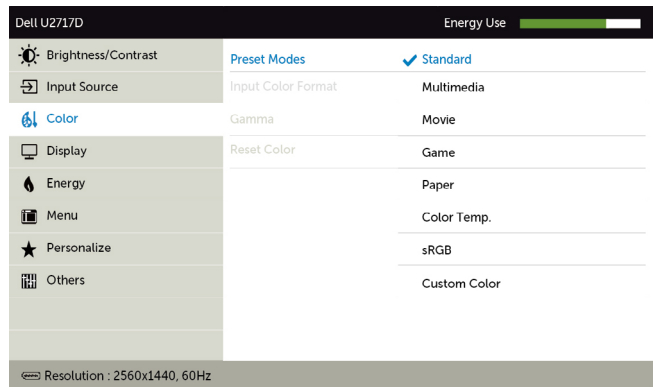 Dell U2717D
Energy Use
Brightness/Contrast
Input Source
Color
Display
Energy
Menu
Personalize
Others
Preset Modes
Input Color Format
Gamma
Reset Color
Standard
Multimedia
Movie
Game
Paper
Color Temp.
sRGB
Custom Color
Resolution : 2560x1440, 60Hz